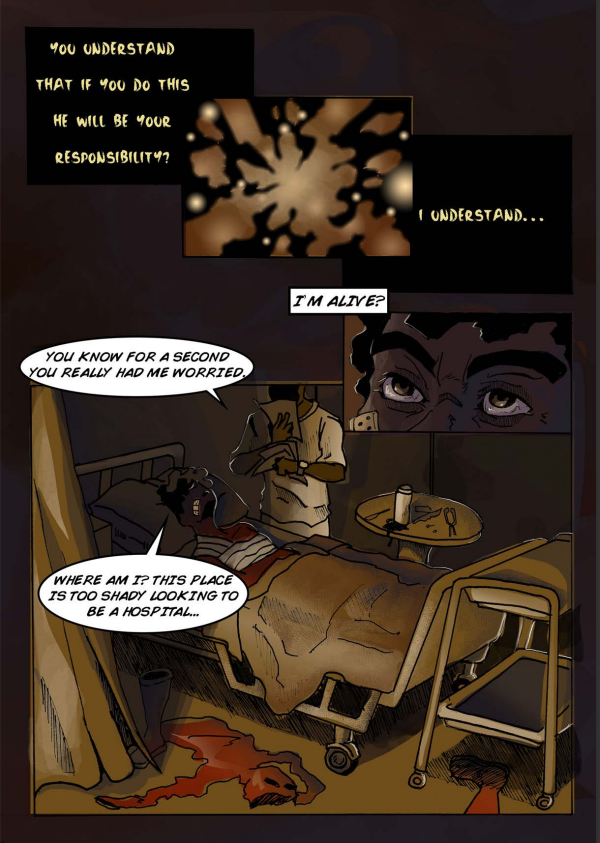 YOU UNDERSTAND
THAT IF YOU DO THIS
HE WILL BE YOUR
RESPONSIBILITY?
I UNDERSTAND...
I'M ALIVE?
YOU KNOW FOR A SECOND
YOU REALLY HAD ME WORRIED.
WHERE AM I? THIS PLACE
IS TOO SHADY LOOKING TO
BE A HOSPITAL...